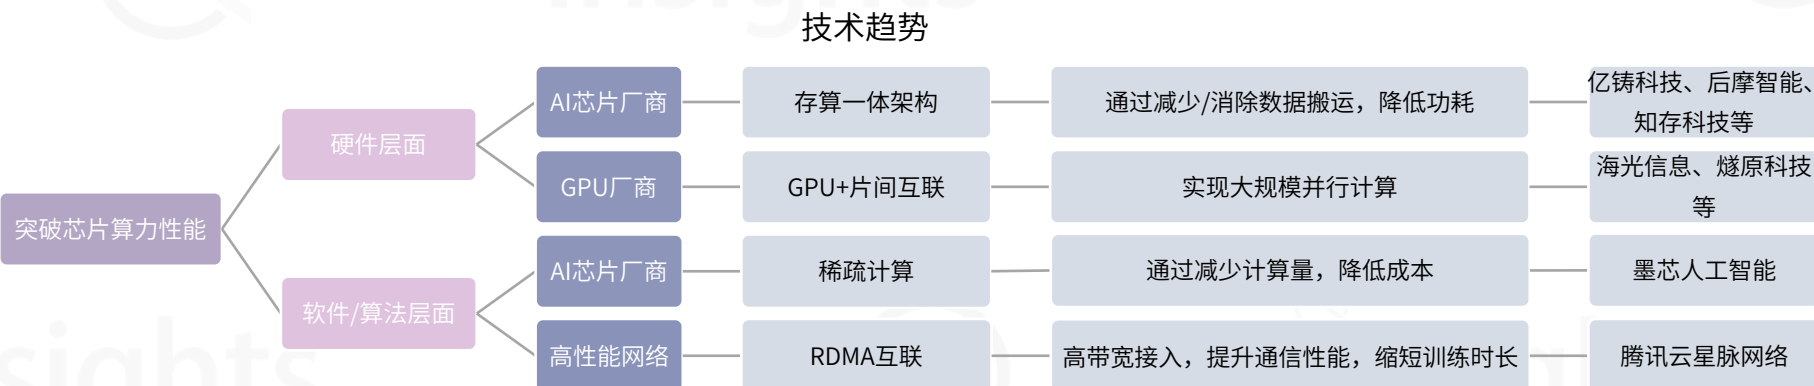 技术趋势
突破芯片算力性能
硬件层面
AI芯片厂商
存算一体架构
通过减少/消除数据搬运，降低功耗
亿铸科技、后摩智能、
知存科技等
GPU厂商
GPU+片间互联
实现大规模并行计算
海光信息、燧原科技
等
软件/算法层面
AI芯片厂商
稀疏计算
通过减少计算量，降低成本
墨芯人工智能
高性能网络
RDMA互联
高带宽接入，提升通信性能，缩短训练时长
腾讯云星脉网络
insights
sights